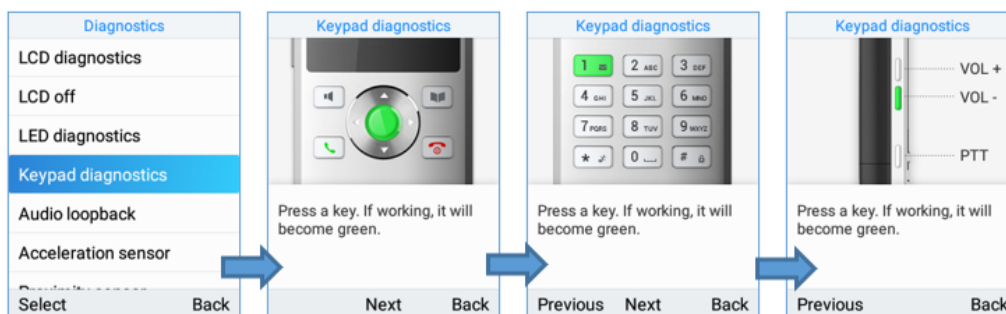 Diagnostics
LCD diagnostics
LCD off
LED diagnostics
Keypad diagnostics
Audio loopback
Acceleration sensor
Proximity sensor
Select Back
Keypad diagnostics
Press a key. If working, it will
become green.
Next Back
Keypad diagnostics
1
2 ABC
3 DEF
4 GHI
5 JKL
6 MNO
7 PQRS
8 TUV
9 WXYZ
*
0
#
Press a key. If working, it will
become green.
Previous Next Back
Keypad diagnostics
VOL +
VOL -
PTT
Press a key. If working, it will
become green.
Previous Back